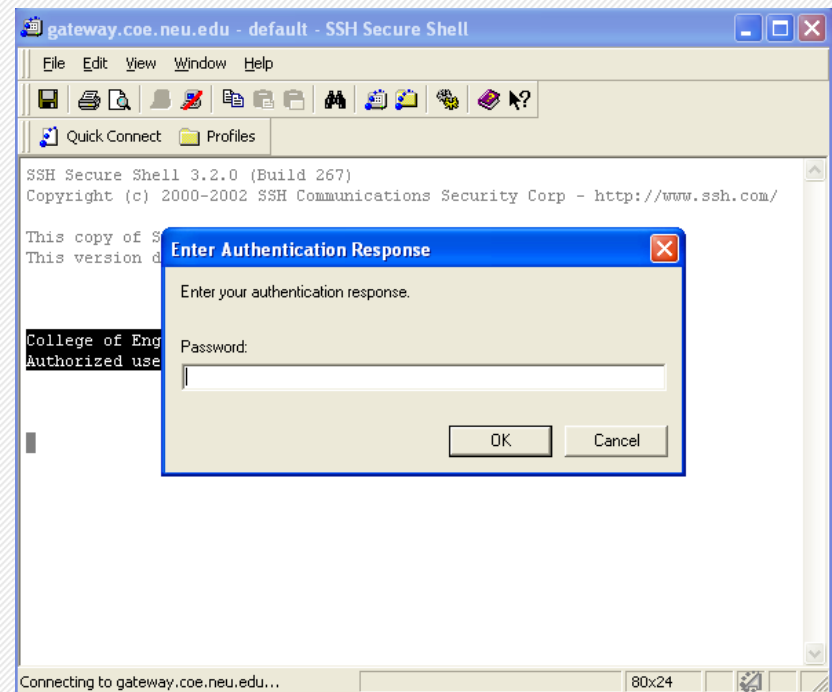 gateway.coe.neu.edu - default - SSH Secure Shell
File Edit View Window Help
Quick Connect Profiles
SSH Secure Shell 3.2.0 (Build 267)
Copyright (c) 2000-2002 SSH Communications Security Corp - http://www.ssh.com/
This copy of S
This version d
Enter Authentication Response
Enter your authentication response.
College of Eng
Authorized use
Password:
OK Cancel
Connecting to gateway.coe.neu.edu... 80x24